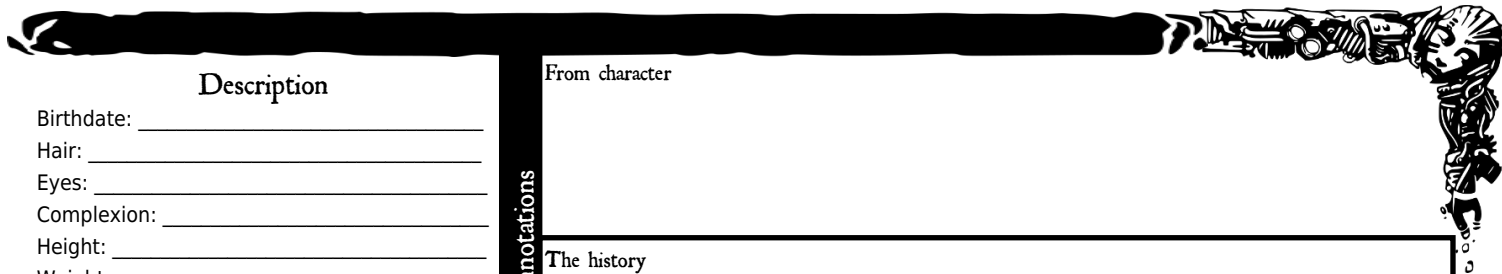 Description
Birthdate:
Hair:
Eyes:
Complexion:
Height:
From character
The history